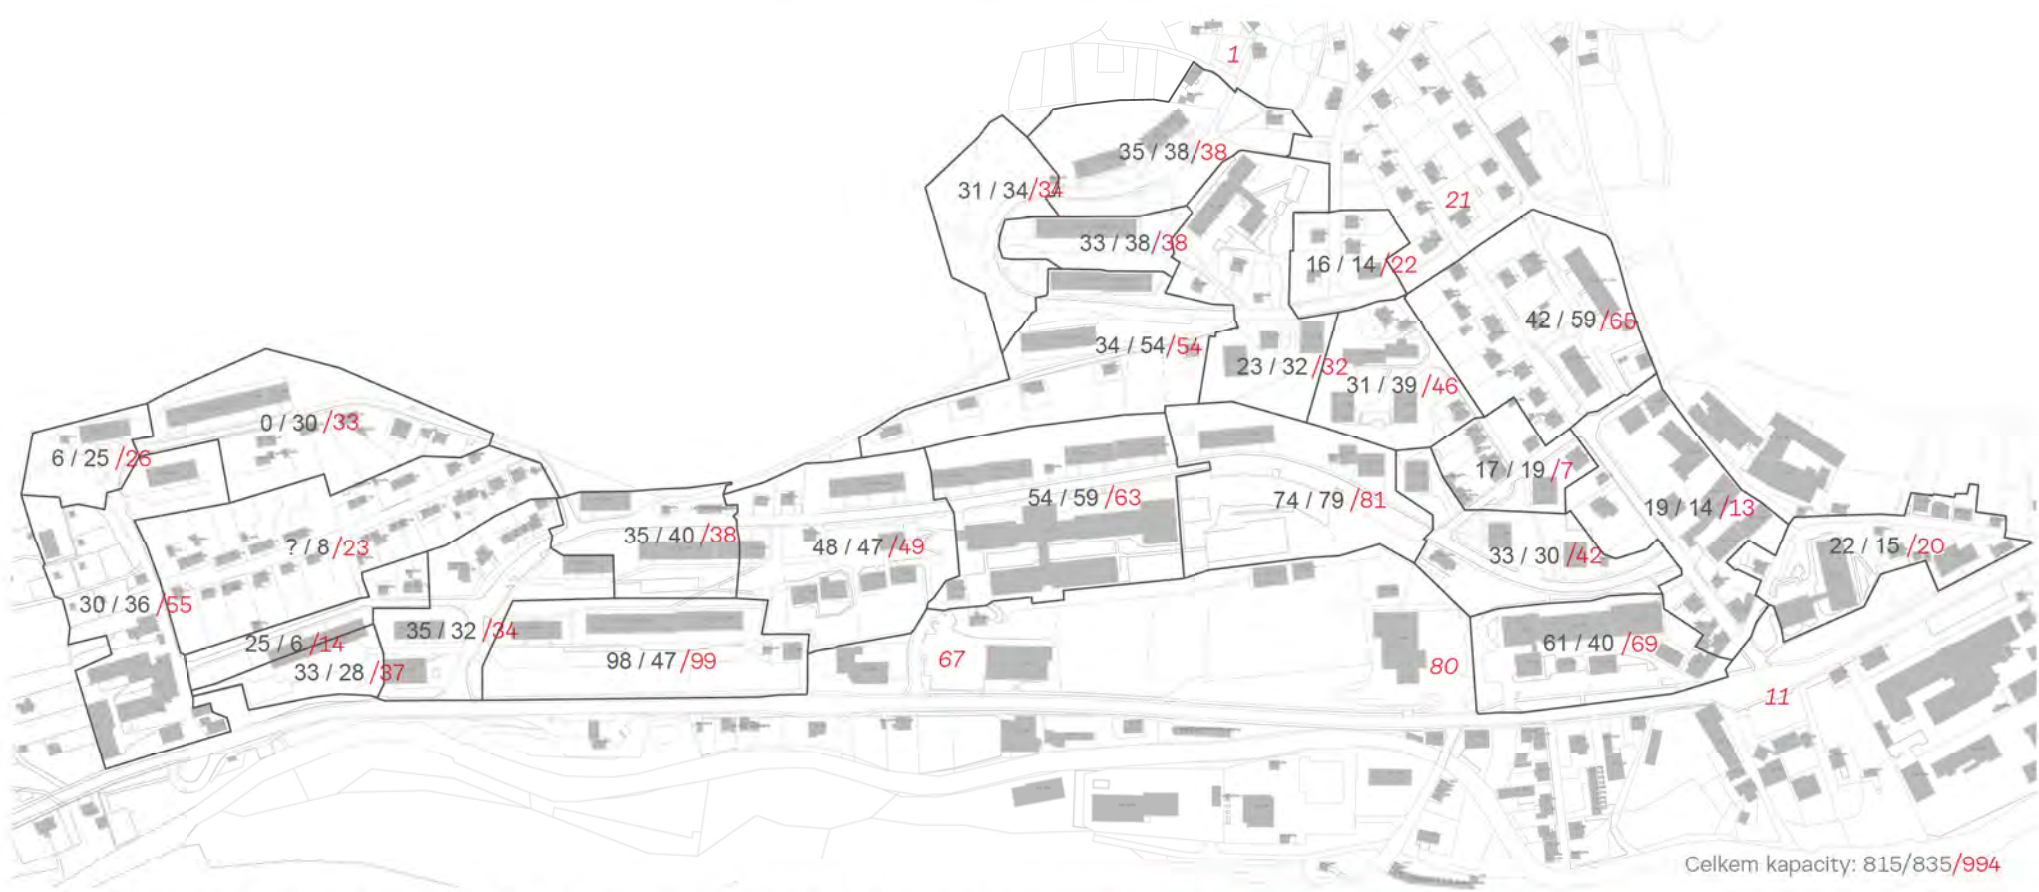 1
35 / 38/38
31 / 34/34
21
33 / 38/38
16 / 14/22
42 / 59/65
34 / 54/54
23 / 32/32
31 / 39/46
0 / 30/33
6 / 25/26
17 / 19/7
54 / 59/63
74 / 79/81
19 / 14/13
35 / 40/38
48 / 47/49
? / 8/23
33 / 30/42
22 / 15/20
30 / 36/55
35 / 32/34
25 / 6/14
61 / 40/69
98 / 47/99
67
80
33 / 28/37
11
Celkem kapacity: 815/835/994